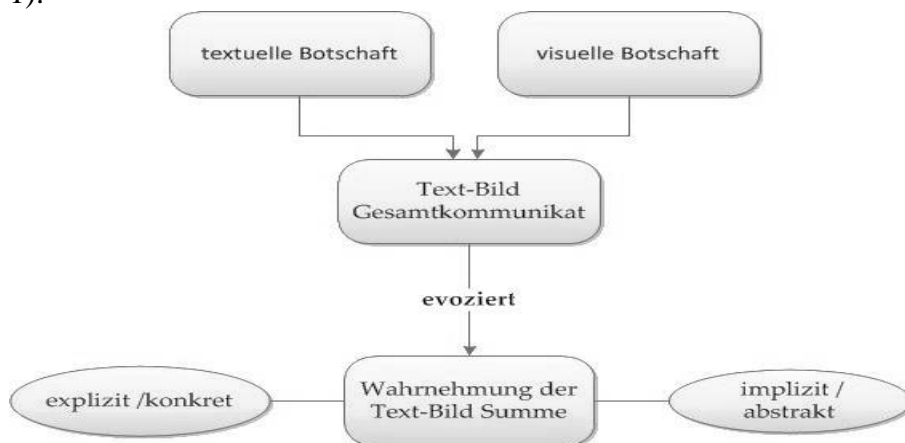 1).
textuelle Botschaft
visuelle Botschaft
Text-Bild
Gesamtkommunikat
evoziert
explizit /konkret
Wahrnehmung der
Text-Bild Summe
implizit /
abstrakt